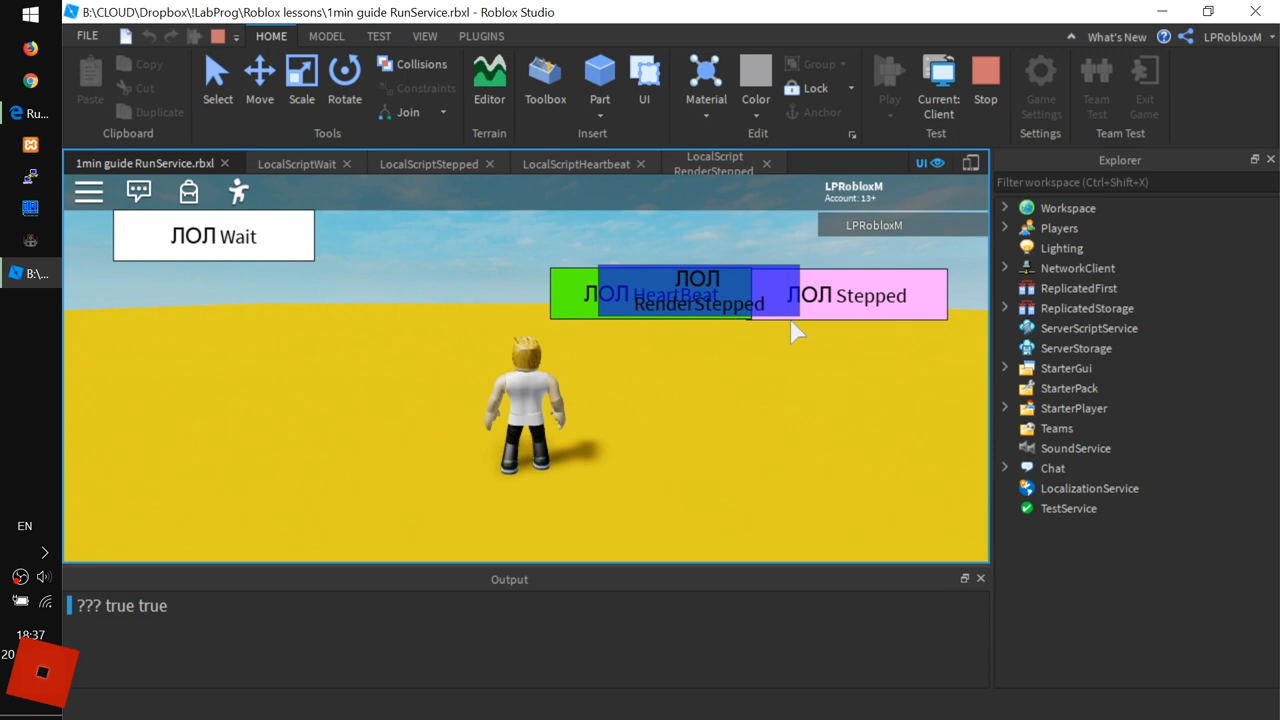 B:\CLOUD\Dropbox\!LabProg\Roblox lessons\1min guide RunService.rbxl - Roblox Studio
FILE HOME MODEL TEST VIEW PLUGINS What's New LPRobloxM
Paste Copy Cut Duplicate
Clipboard
Select Move Scale Rotate Collisions Constraints Join
Tools
Editor
Terrain
Toolbox Part UI
Insert
Material Color Group Lock Anchor
Edit
Play Current: Client Stop
Test
Game Settings
Settings
Team Test Exit Game
Team Test
Ru...
B:\...
1min guide RunService.rbxl LocalScriptWait LocalScriptStepped LocalScriptHeartbeat LocalScript RenderStepped UI
LPRobloxM
Account: 13+
LPRobloxM
ЛОЛ Wait
ЛОЛ HeartBeat
ЛОЛ
RenderStepped
ЛОЛ Stepped
Explorer
Filter workspace (Ctrl+Shift+X)
Workspace
Players
Lighting
NetworkClient
ReplicatedFirst
ReplicatedStorage
ServerScriptService
ServerStorage
StarterGui
StarterPack
StarterPlayer
Teams
SoundService
Chat
LocalizationService
TestService
Output
??? true true
EN
18:37
20